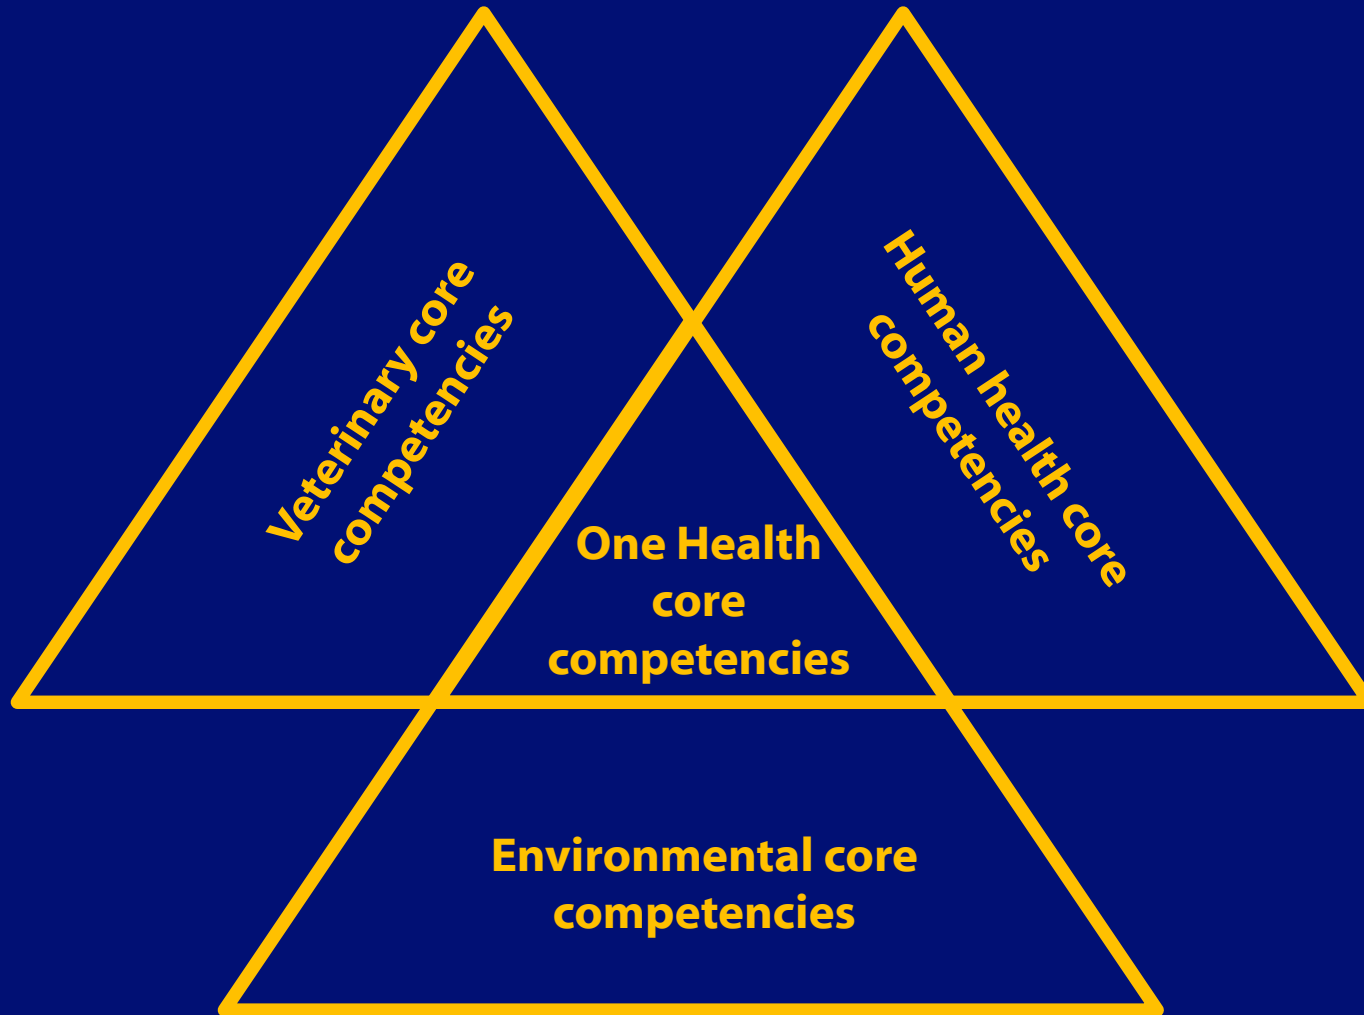 Veterinary core
competencies
Human health core
competencies
One Health
core
competencies
Environmental core
competencies